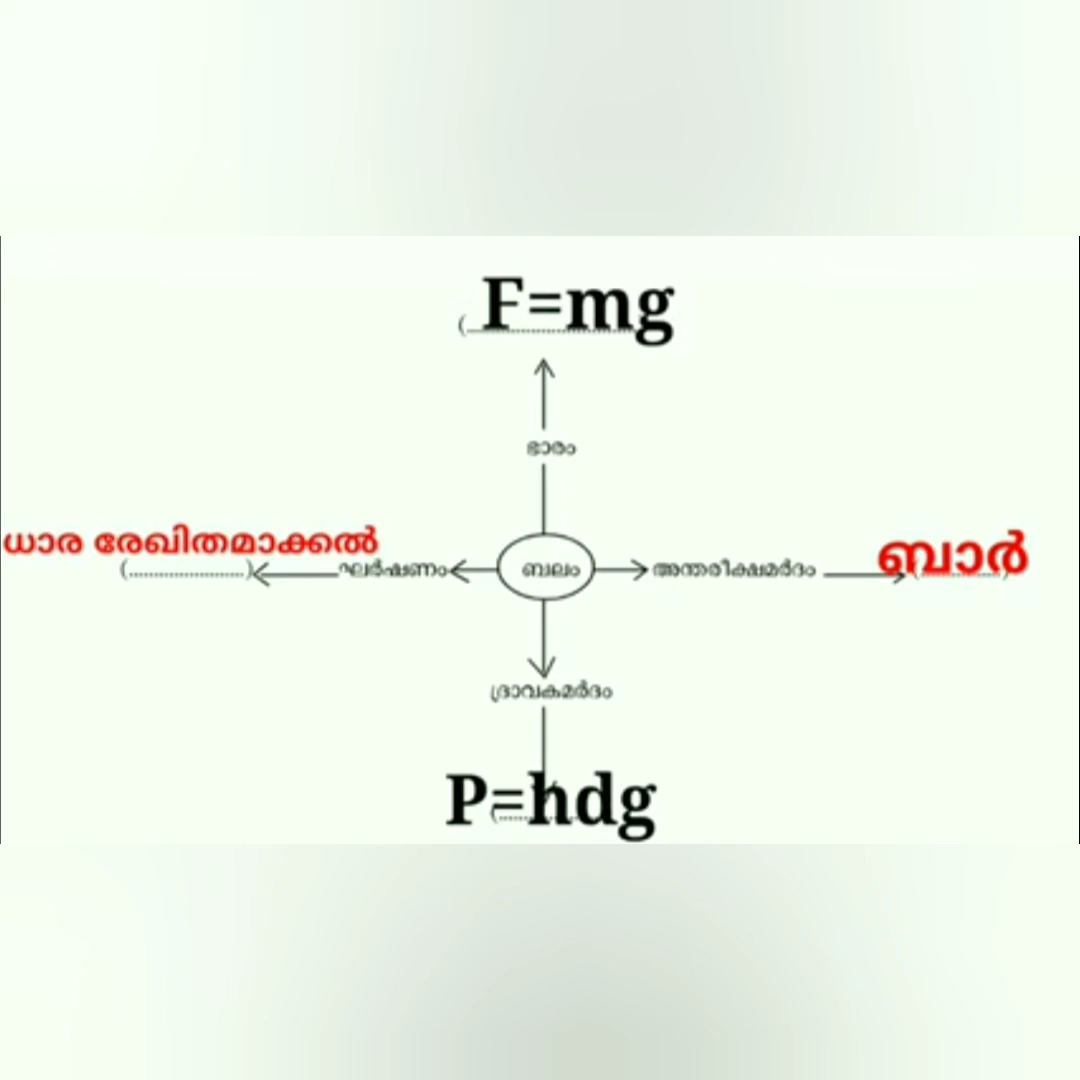 ( F=mg
ഭാരം
ധാര രേഖിതമാക്കൽ ബാർ
(.......................) ഘർഷണം ബലം അന്തരീക്ഷമർദം (...............)
ദ്രാവകമർദം
P=hdg